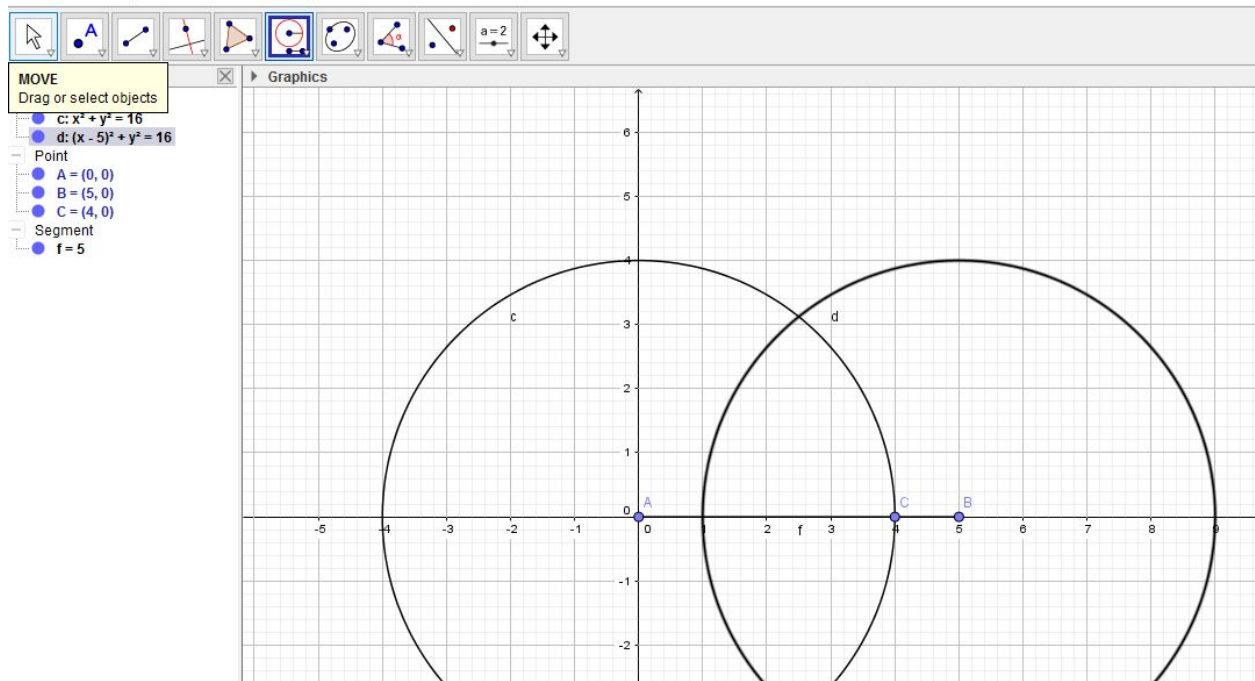 A
α
a = 2
MOVE
Drag or select objects
Graphics
c: x² + y² = 16
d: (x - 5)² + y² = 16
Point
A = (0, 0)
B = (5, 0)
C = (4, 0)
Segment
f = 5
6
5
4
c
3
d
2
1
0
A
C
B
-5
-4
-3
-2
-1
0
1
2
f
3
4
5
6
7
8
9
-1
-2